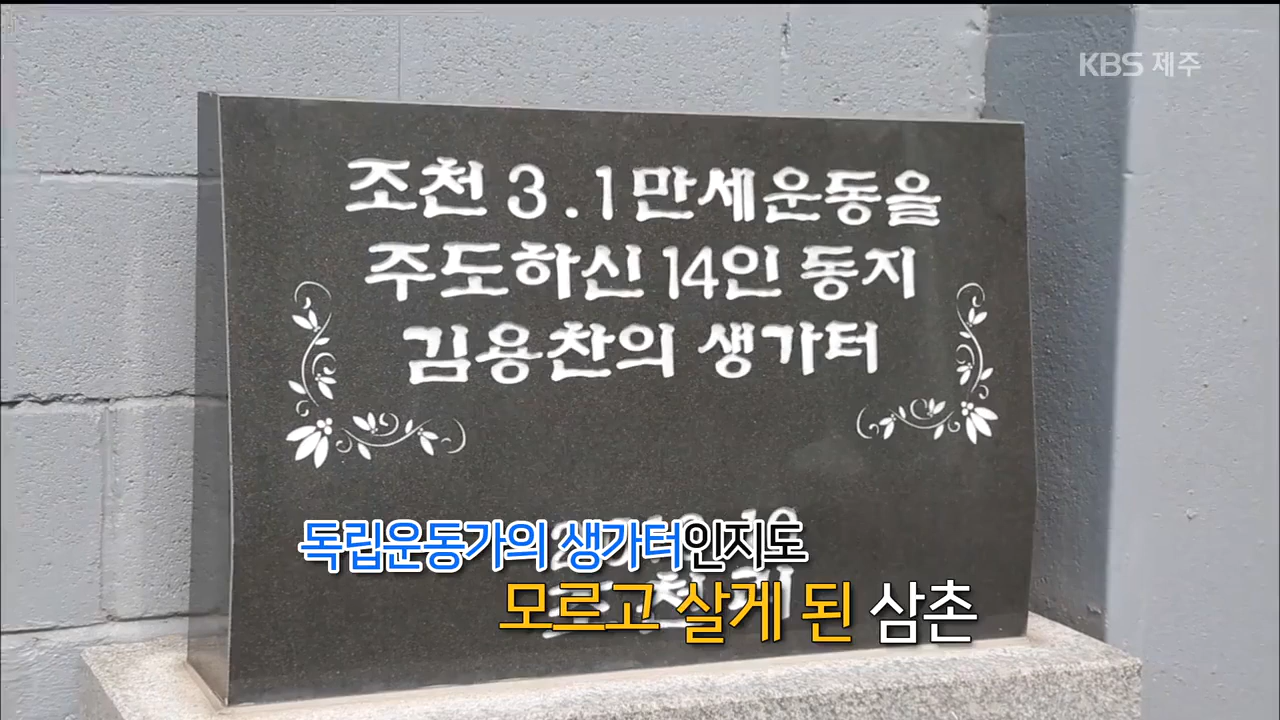 KBS 제주
조천 3.1 만세운동을
주도하신 14인 동지
김용찬의 생가터
독립운동가의 생가터인지도
모르고 살게 된 삼촌